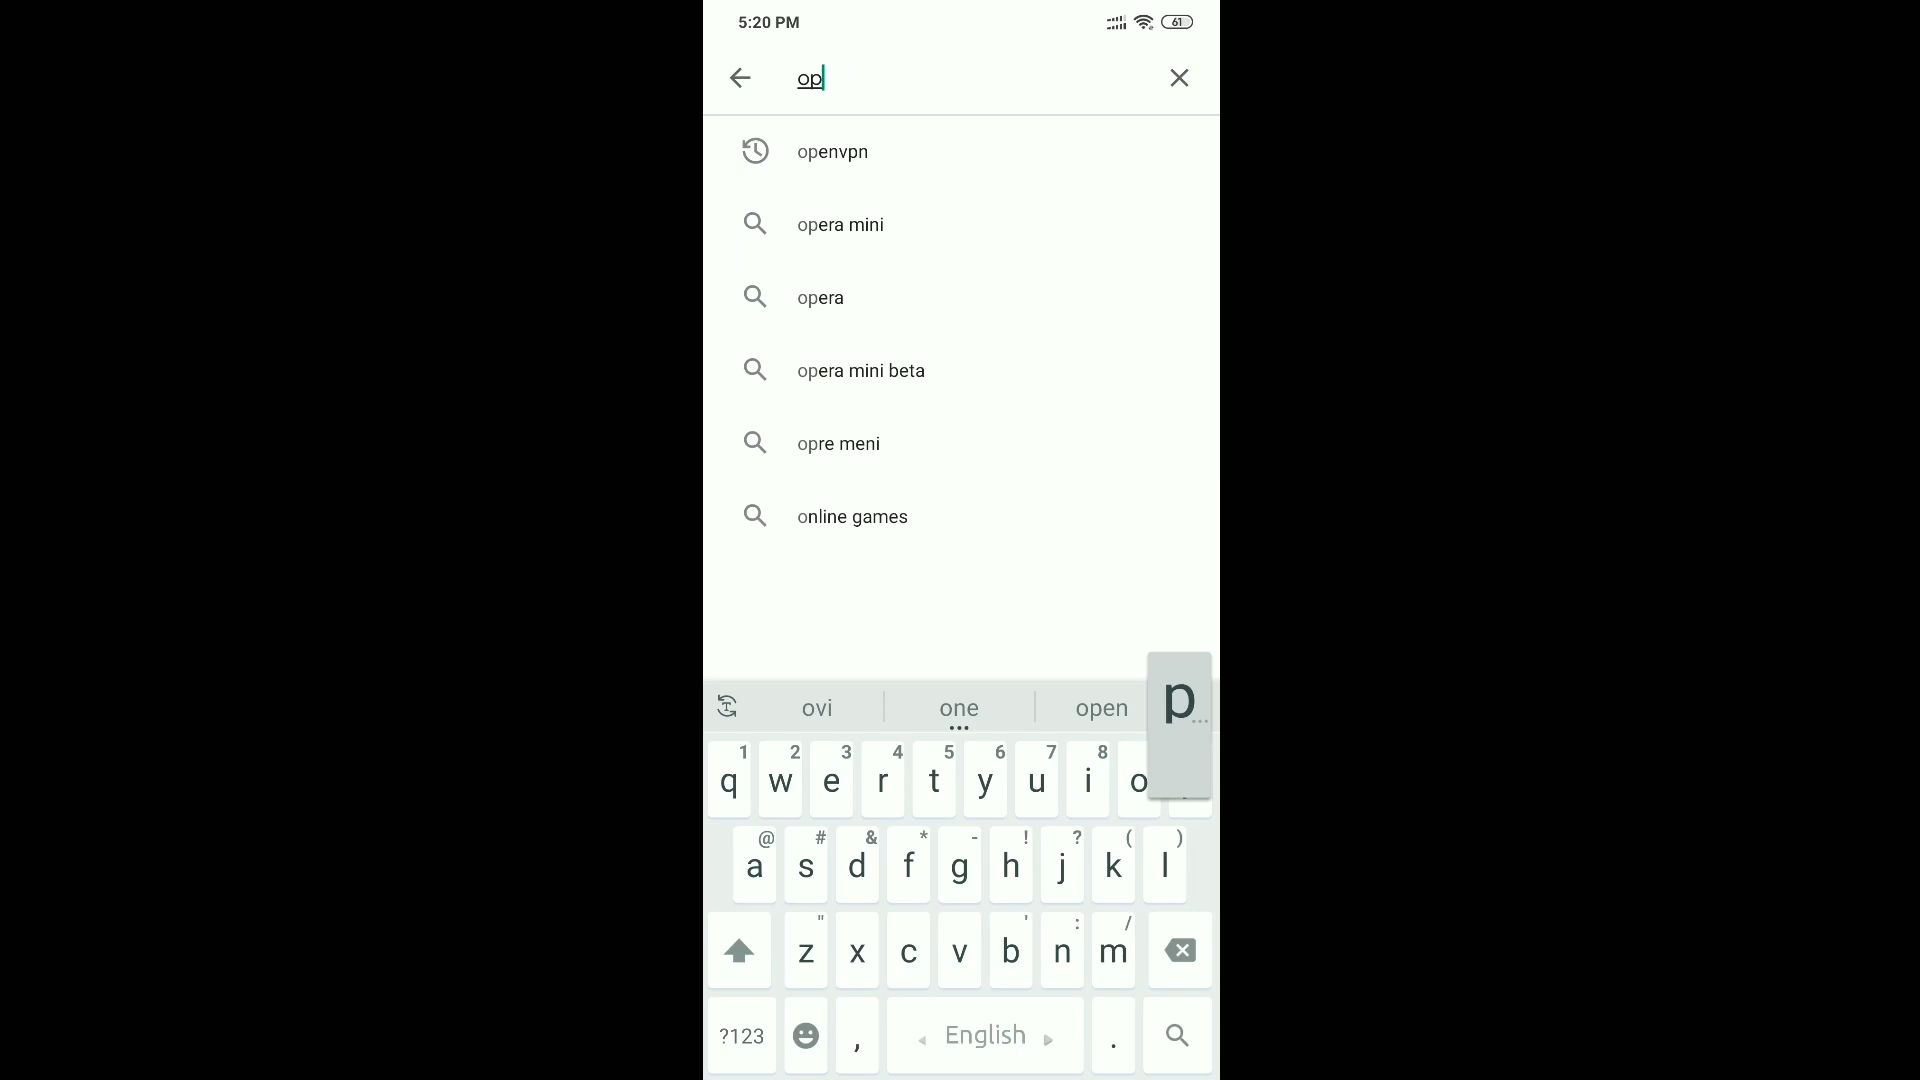 5:20 PM
61
op
openvpn
opera mini
opera
opera mini beta
opre meni
online games
ovi one open p
1 2 3 4 5 6 7 8
q w e r t y u i o
@ # & * - ! ? ( )
a s d f g h j k l
" ' : /
z x c v b n m
?123 , English .